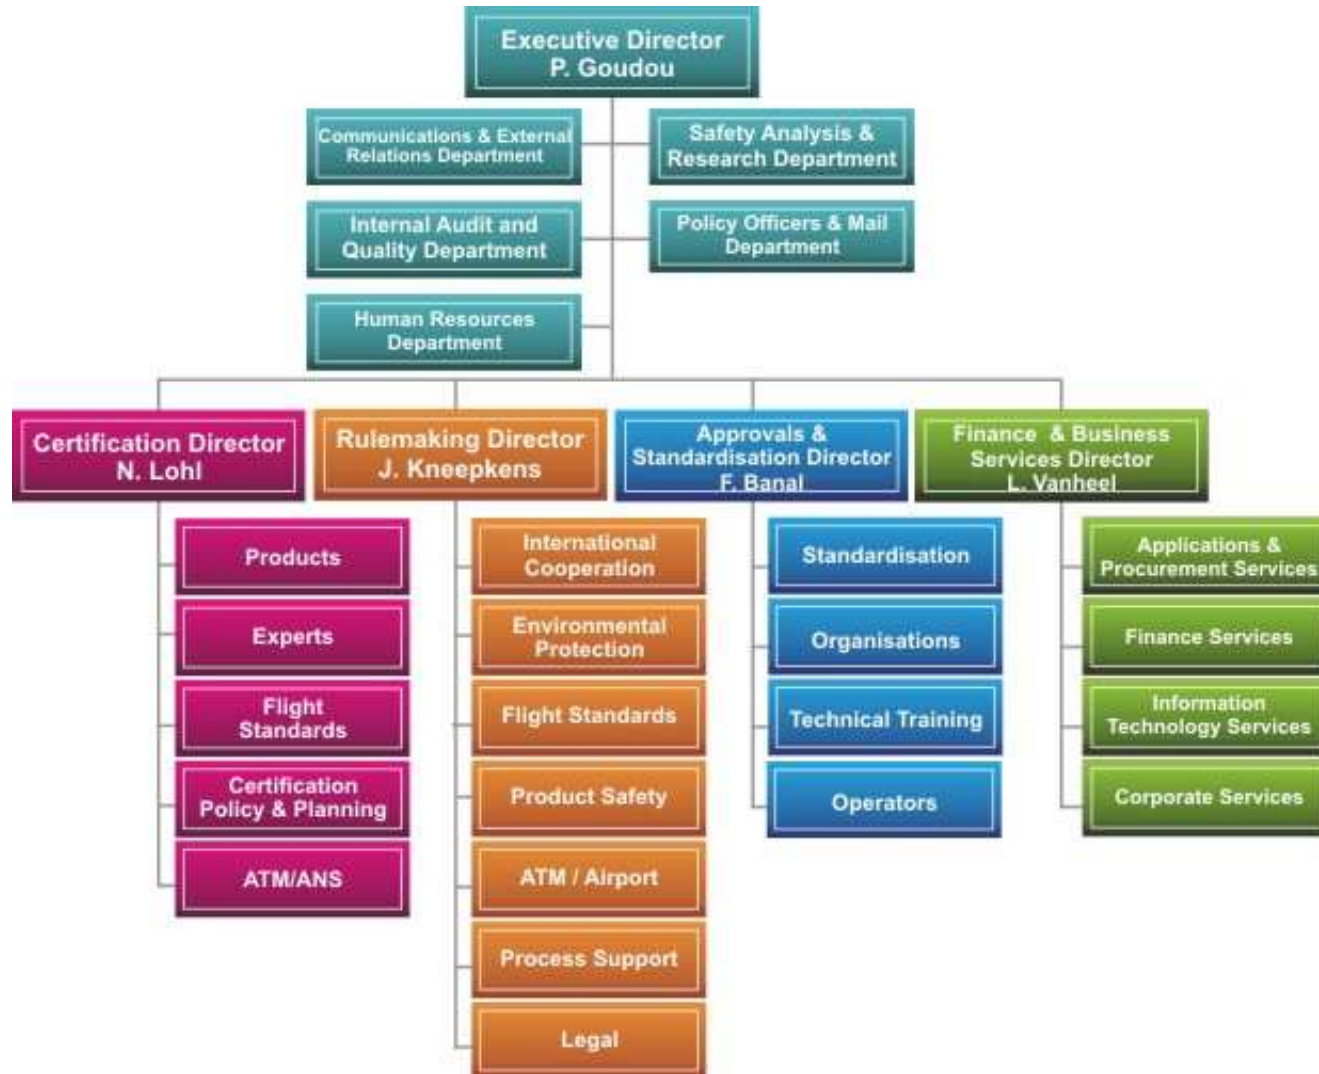 Executive Director
P. Goudou
Communications & External
Relations Department
Safety Analysis &
Research Department
Internal Audit and
Quality Department
Policy Officers & Mail
Department
Human Resources
Department
Certification Director
N. Lohl
Rulemaking Director
J. Kneepkens
Approvals &
Standardisation Director
F. Banal
Finance & Business
Services Director
L. Vanheel
Products
Experts
Flight
Standards
Certification
Policy & Planning
ATM/ANS
International
Cooperation
Environmental
Protection
Flight Standards
Product Safety
ATM / Airport
Process Support
Legal
Standardisation
Organisations
Technical Training
Operators
Applications &
Procurement Services
Finance Services
Information
Technology Services
Corporate Services